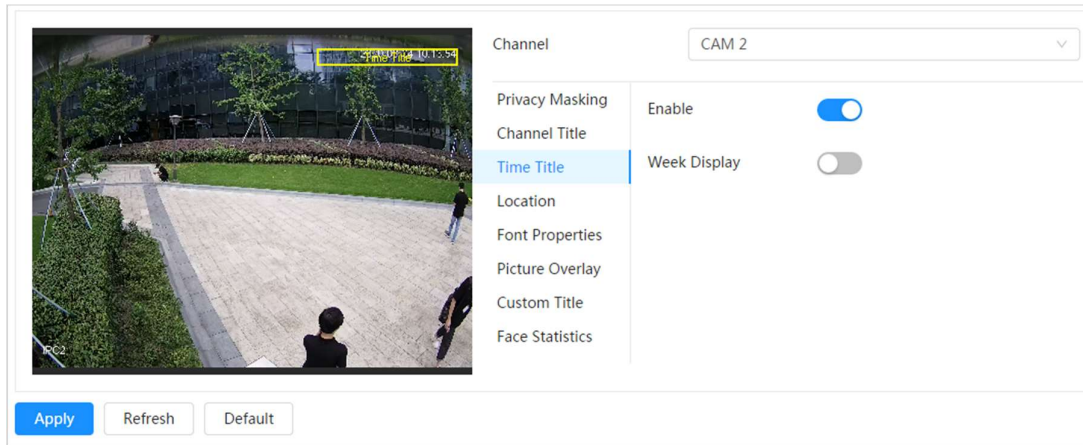 Time Title
IPC2
Channel
CAM 2
Privacy Masking
Channel Title
Time Title
Location
Font Properties
Picture Overlay
Custom Title
Face Statistics
Enable
Week Display
Apply
Refresh
Default